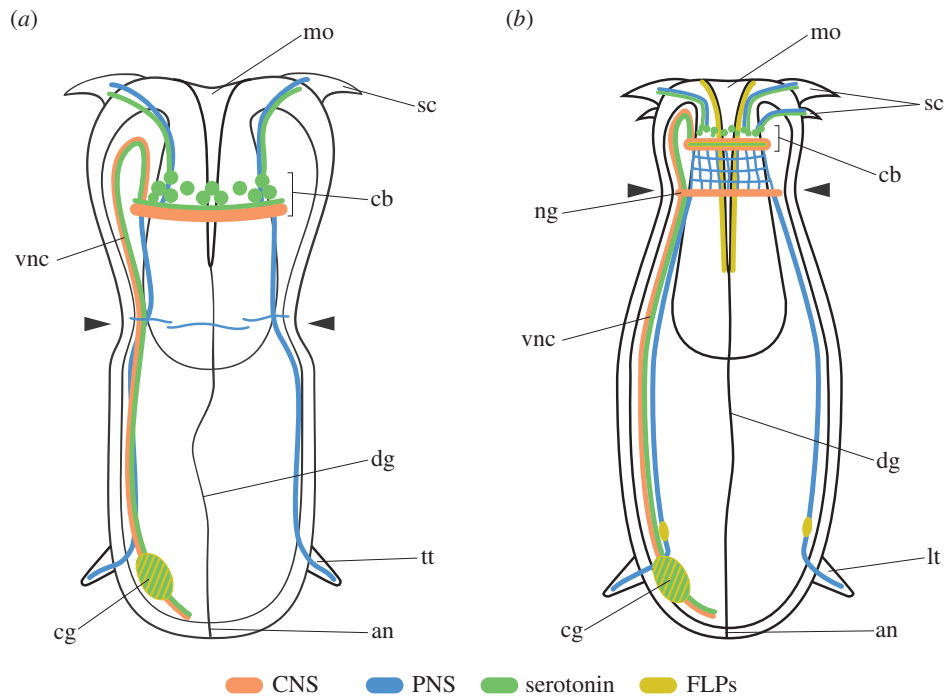 (a)
mo
sc
cb
vnc
dg
tt
cg
an
(b)
mo
sc
cb
ng
vnc
dg
lt
cg
an
CNS PNS serotonin FLPs